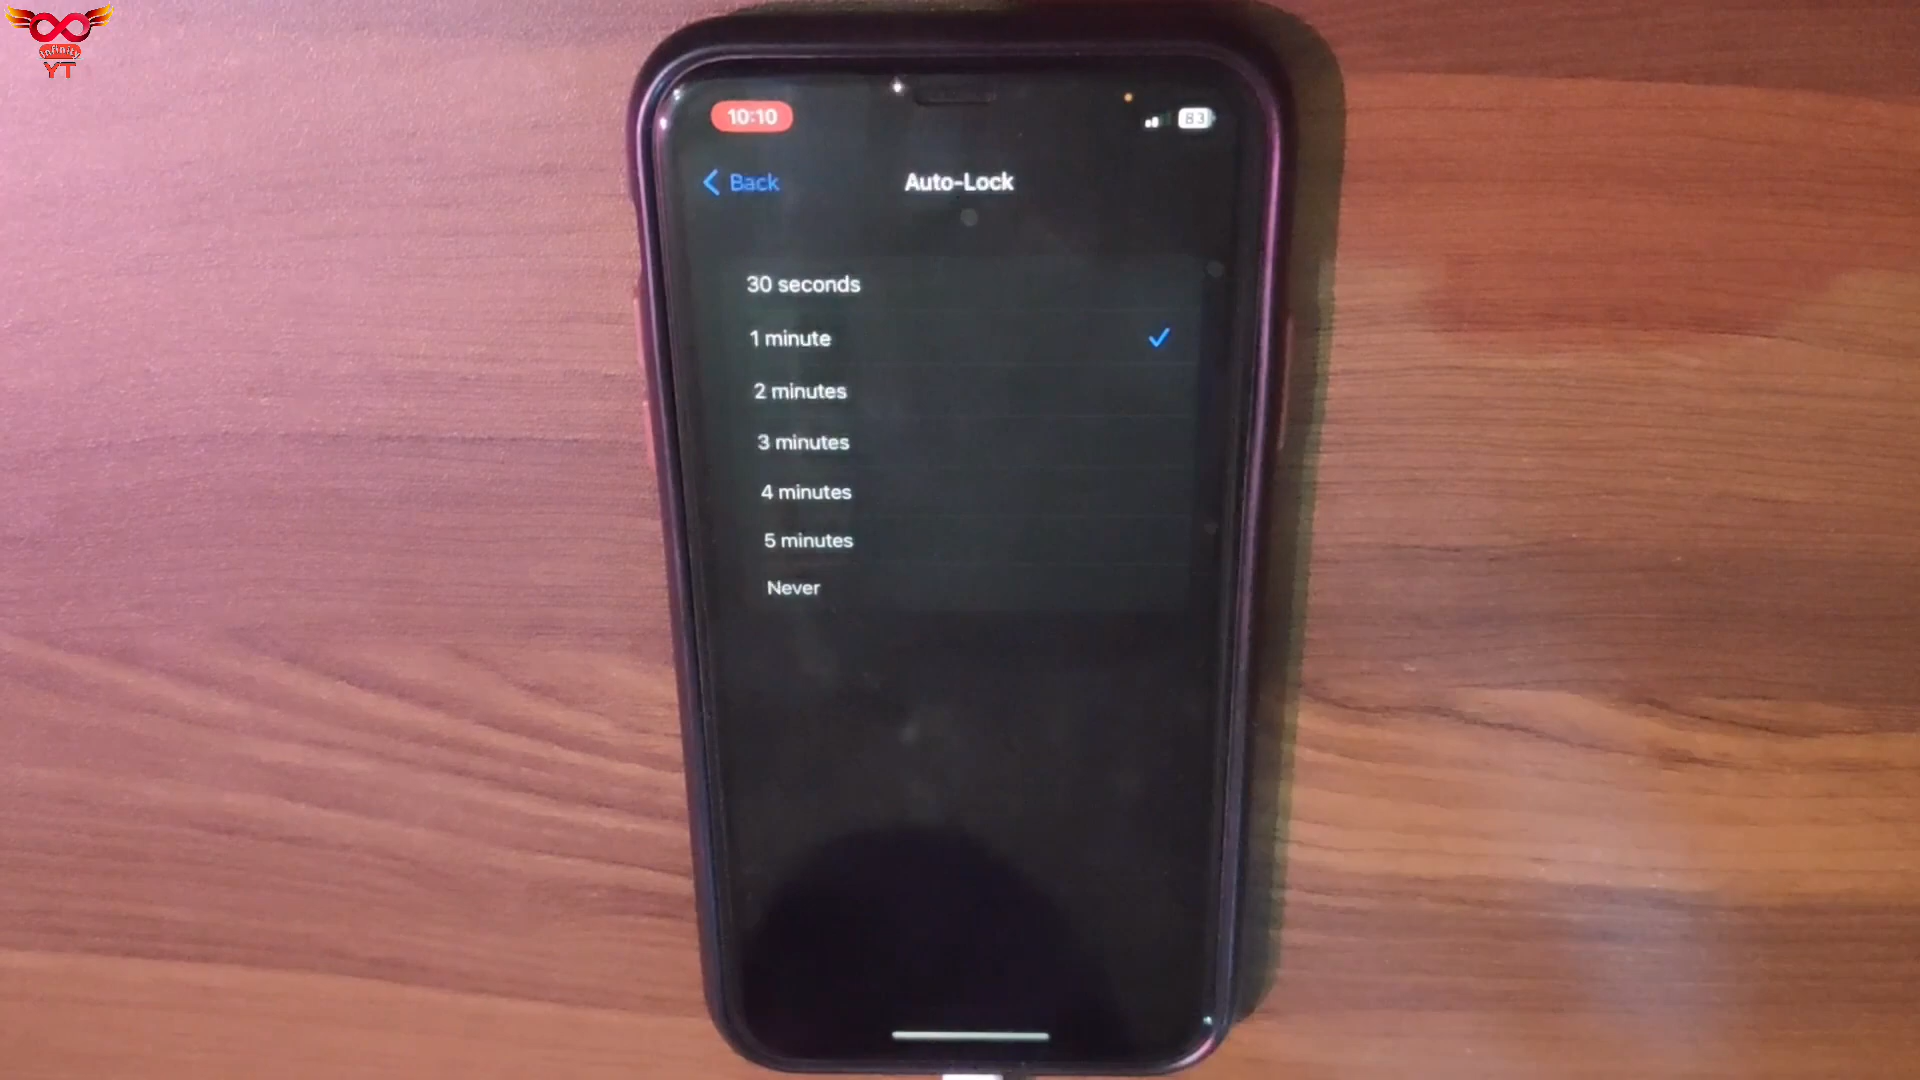 Infinity
YT
10:10
83
Back
Auto-Lock
30 seconds
1 minute
2 minutes
3 minutes
4 minutes
5 minutes
Never